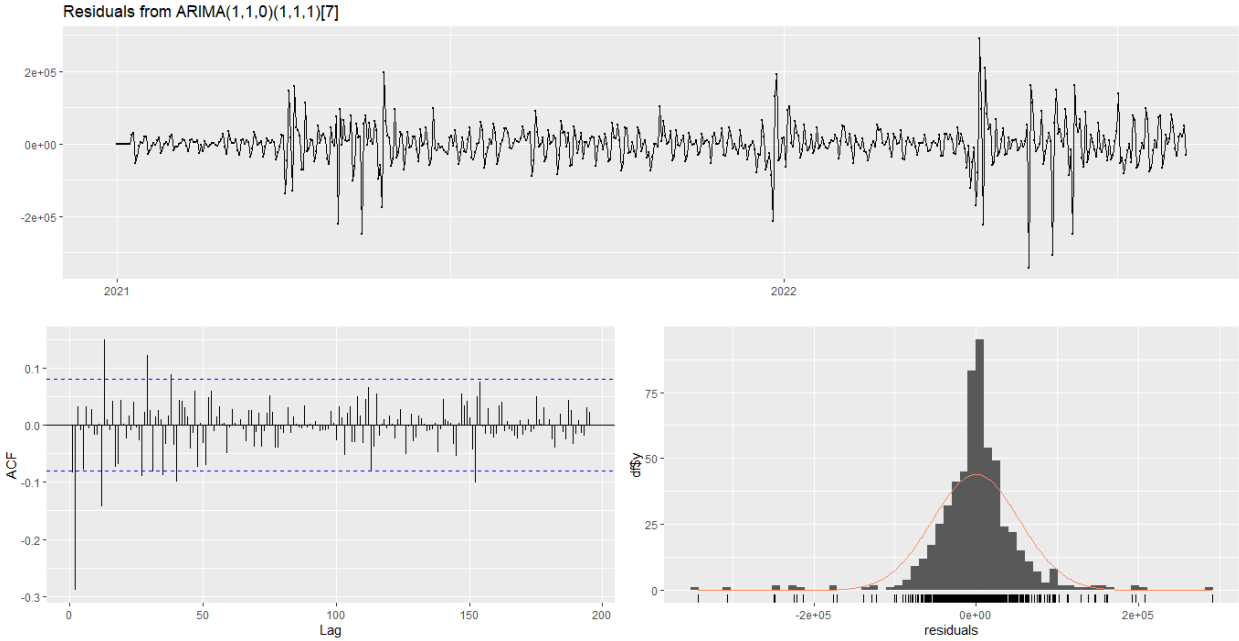 Residuals from ARIMA(1,1,0)(1,1,1)[7]
2e+05
0e+00
-2e+05
2021
2022
0.1
0.0
-0.1
-0.2
-0.3
ACF
0
50
100
150
200
Lag
75
50
25
0
df$y
-2e+05
0e+00
2e+05
residuals